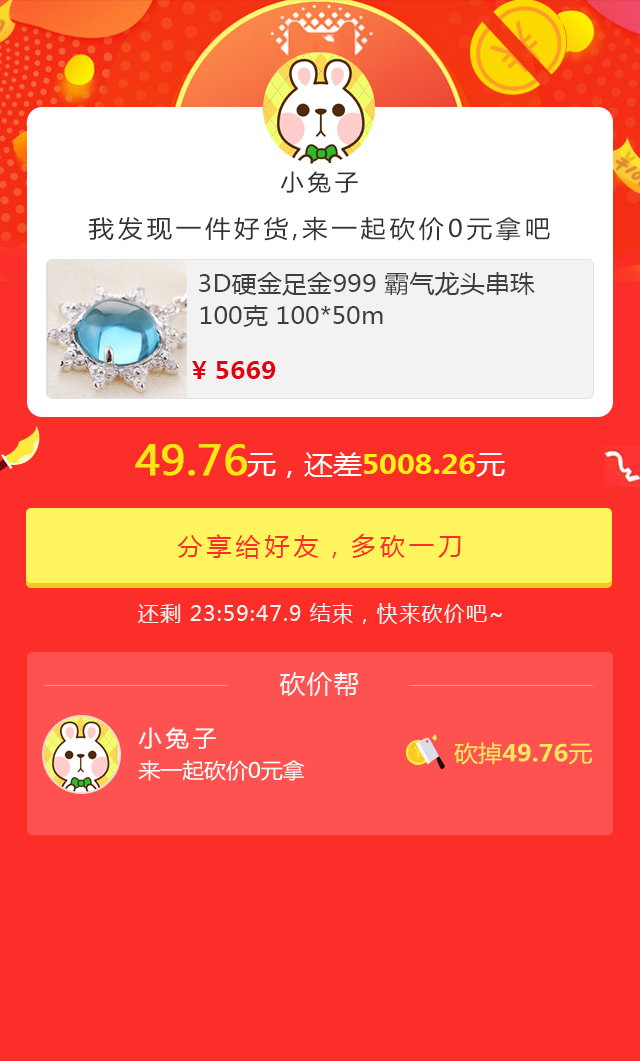 小兔子
我发现一件好货,来一起砍价0元拿吧
3D硬金足金999 霸气龙头串珠
100克 100*50m
¥ 5669
49.76元，还差5008.26元
分享给好友，多砍一刀
还剩 23:59:47.9 结束，快来砍价吧~
砍价帮
小兔子
来一起砍价0元拿
砍掉49.76元